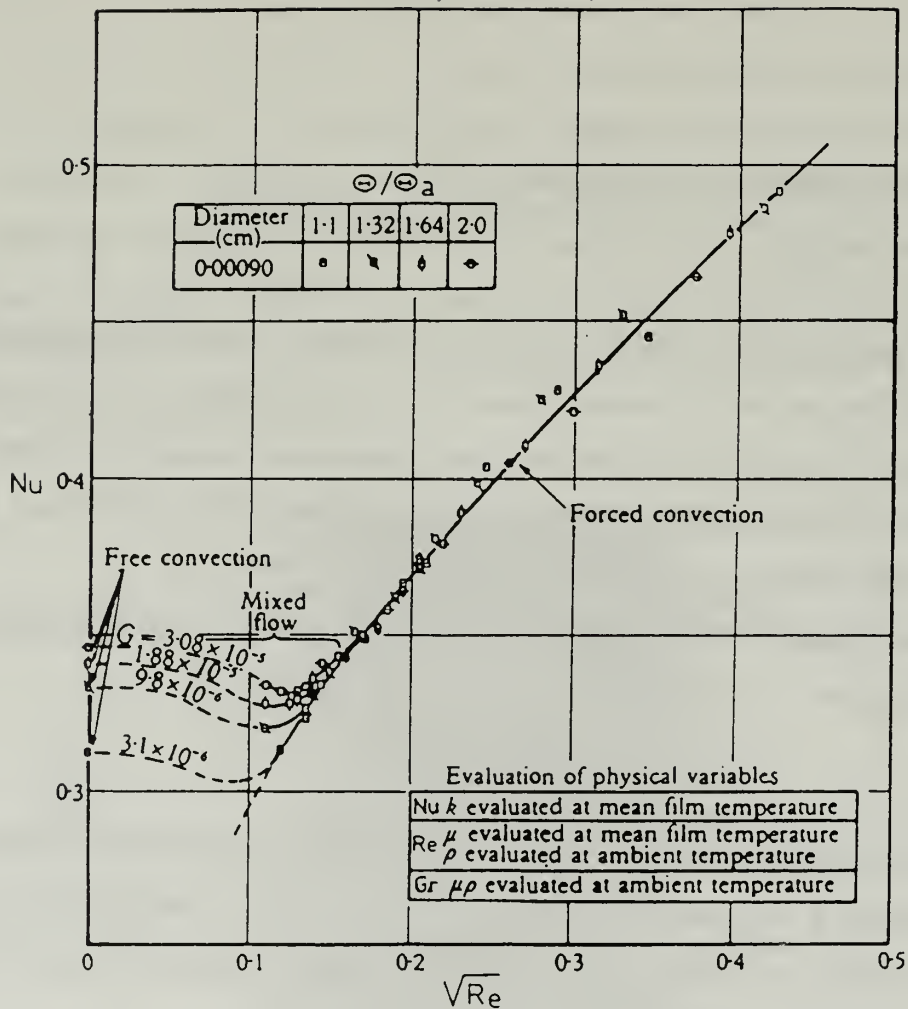 0·5
Θ/Θa
Diameter (cm) 1·1 1·32 1·64 2·0
0·00090
Nu
0·4
Forced convection
Free convection
Mixed flow
G = 3·08 × 10-5
1·88 × 10-5
9·8 × 10-6
3·1 × 10-6
0·3
Evaluation of physical variables
Nu k evaluated at mean film temperature
Re μ evaluated at mean film temperature
ρ evaluated at ambient temperature
Gr μρ evaluated at ambient temperature
0 0·1 0·2 0·3 0·4 0·5
√Re